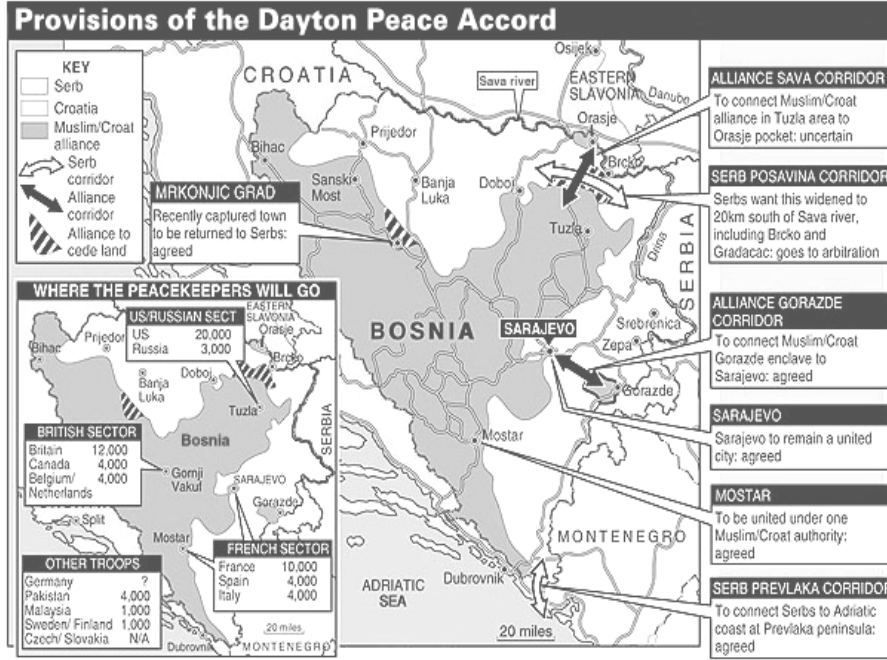 Provisions of the Dayton Peace Accord
KEY
Serb
Croatia
Muslim/Croat
alliance
Serb
corridor
Alliance
corridor
Alliance to
cede land
CROATIA
Sava river
Osijek
EASTERN
SLAVONIA
Danube
Orasje
Bihac
Prijedor
Sanski
Most
Banja
Luka
Doboj
Brcko
Tuzla
Drina
SERBIA
MRKONJIC GRAD
Recently captured town
to be returned to Serbs:
agreed
BOSNIA
SARAJEVO
Srebrenica
Zepa
Gorazde
Mostar
MONTENEGRO
Dubrovnik
ADRIATIC
SEA
20 miles
ALLIANCE SAVA CORRIDOR
To connect Muslim/Croat
alliance in Tuzla area to
Orasje pocket: uncertain
SERB POSAVINA CORRIDOR
Serbs want this widened to
20km south of Sava river,
including Brcko and
Gradacac: goes to arbitration
ALLIANCE GORAZDE
CORRIDOR
To connect Muslim/Croat
Gorazde enclave to
Sarajevo: agreed
SARAJEVO
Sarajevo to remain a united
city: agreed
MOSTAR
To be united under one
Muslim/Croat authority:
agreed
SERB PREVLAKA CORRIDOR
To connect Serbs to Adriatic
coast at Prevlaka peninsula:
agreed
WHERE THE PEACEKEEPERS WILL GO
US/RUSSIAN SECT
US 20,000
Russia 3,000
EASTERN
SLAVONIA
Orasje
Bihac
Prijedor
Banja
Luka
Doboj
Brcko
Tuzla
SERBIA
BRITISH SECTOR
Britain 12,000
Canada 4,000
Belgium/ 4,000
Netherlands
Bosnia
Gornji
Vakuf
SARAJEVO
Gorazde
Split
Mostar
FRENCH SECTOR
France 10,000
Spain 4,000
Italy 4,000
OTHER TROOPS
Germany ?
Pakistan 4,000
Malaysia 1,000
Sweden/ Finland 1,000
Czech/ Slovakia N/A
20 miles
Dubrovnik
MONTENEGRO